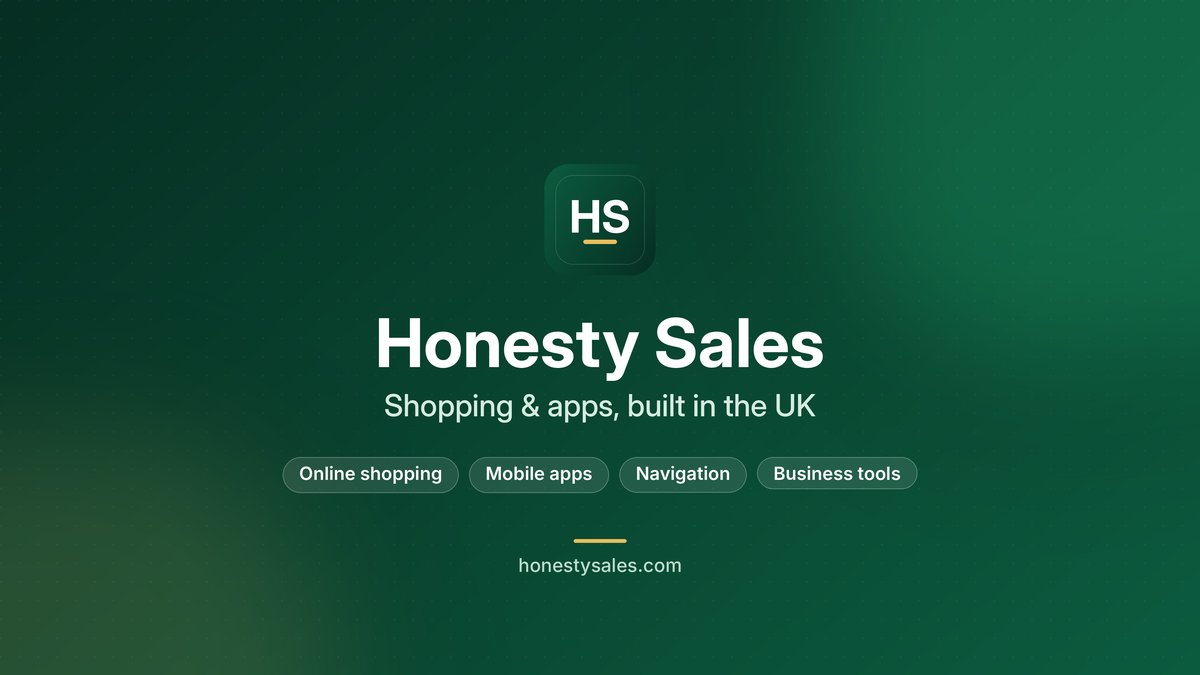 HS
Honesty Sales
Shopping & apps, built in the UK
Online shopping
Mobile apps
Navigation
Business tools
honestysales.com